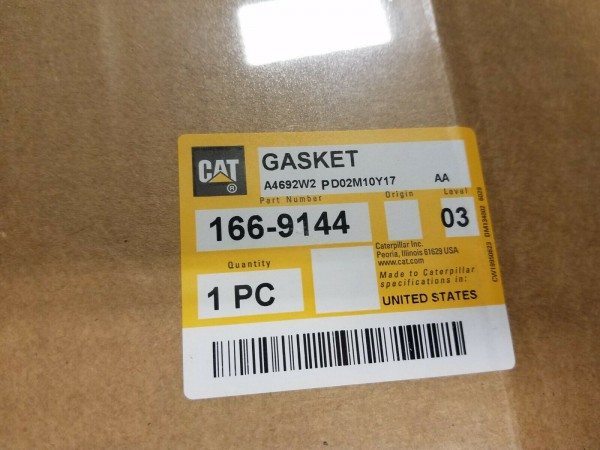 CAT
®
GASKET
A4692W2 PD02M10Y17 AA
Part Number
Origin
Level
166-9144
03
Caterpillar Inc.
Peoria, Illinois 61629 USA
www.cat.com
Quantity
1 PC
Made to Caterpillar
specifications in:
UNITED STATES